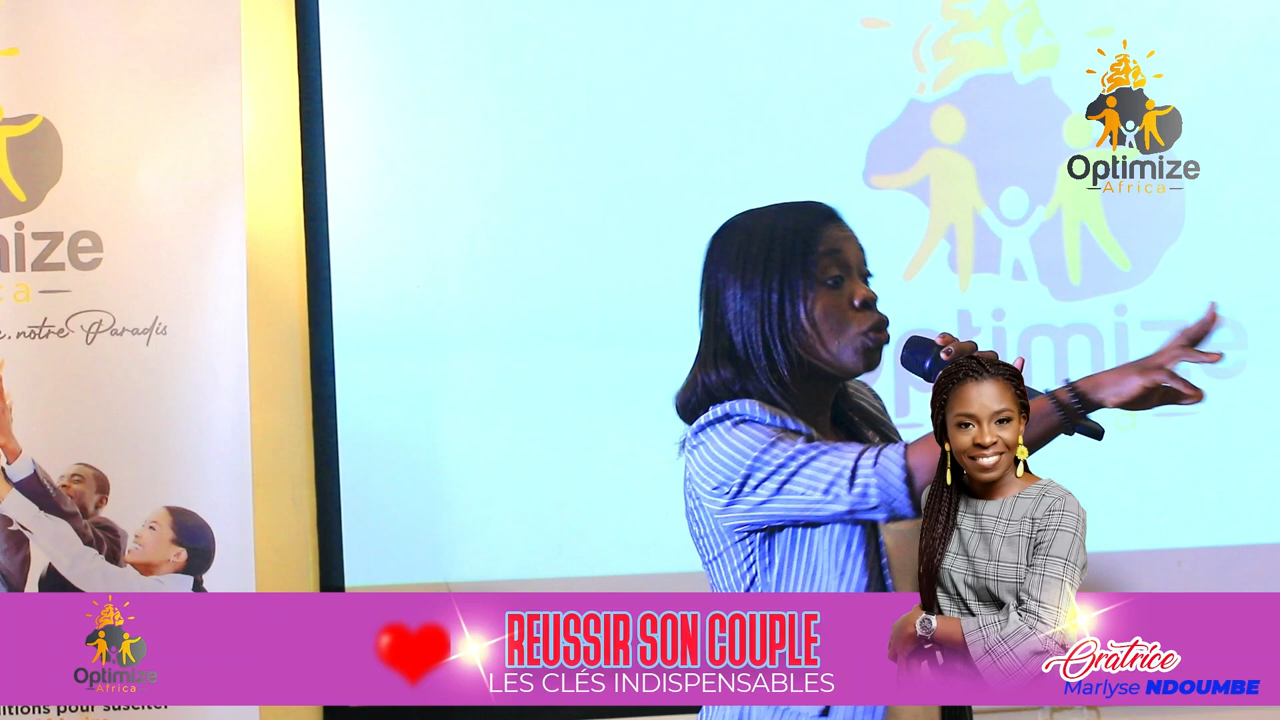 Optimize
Africa
mize
ca
e, notre Paradis
Optimize
REUSSIR SON COUPLE
LES CLÉS INDISPENSABLES
Oratrice
Marlyse NDOUMBE
Optimize
Africa
itions pour susciter